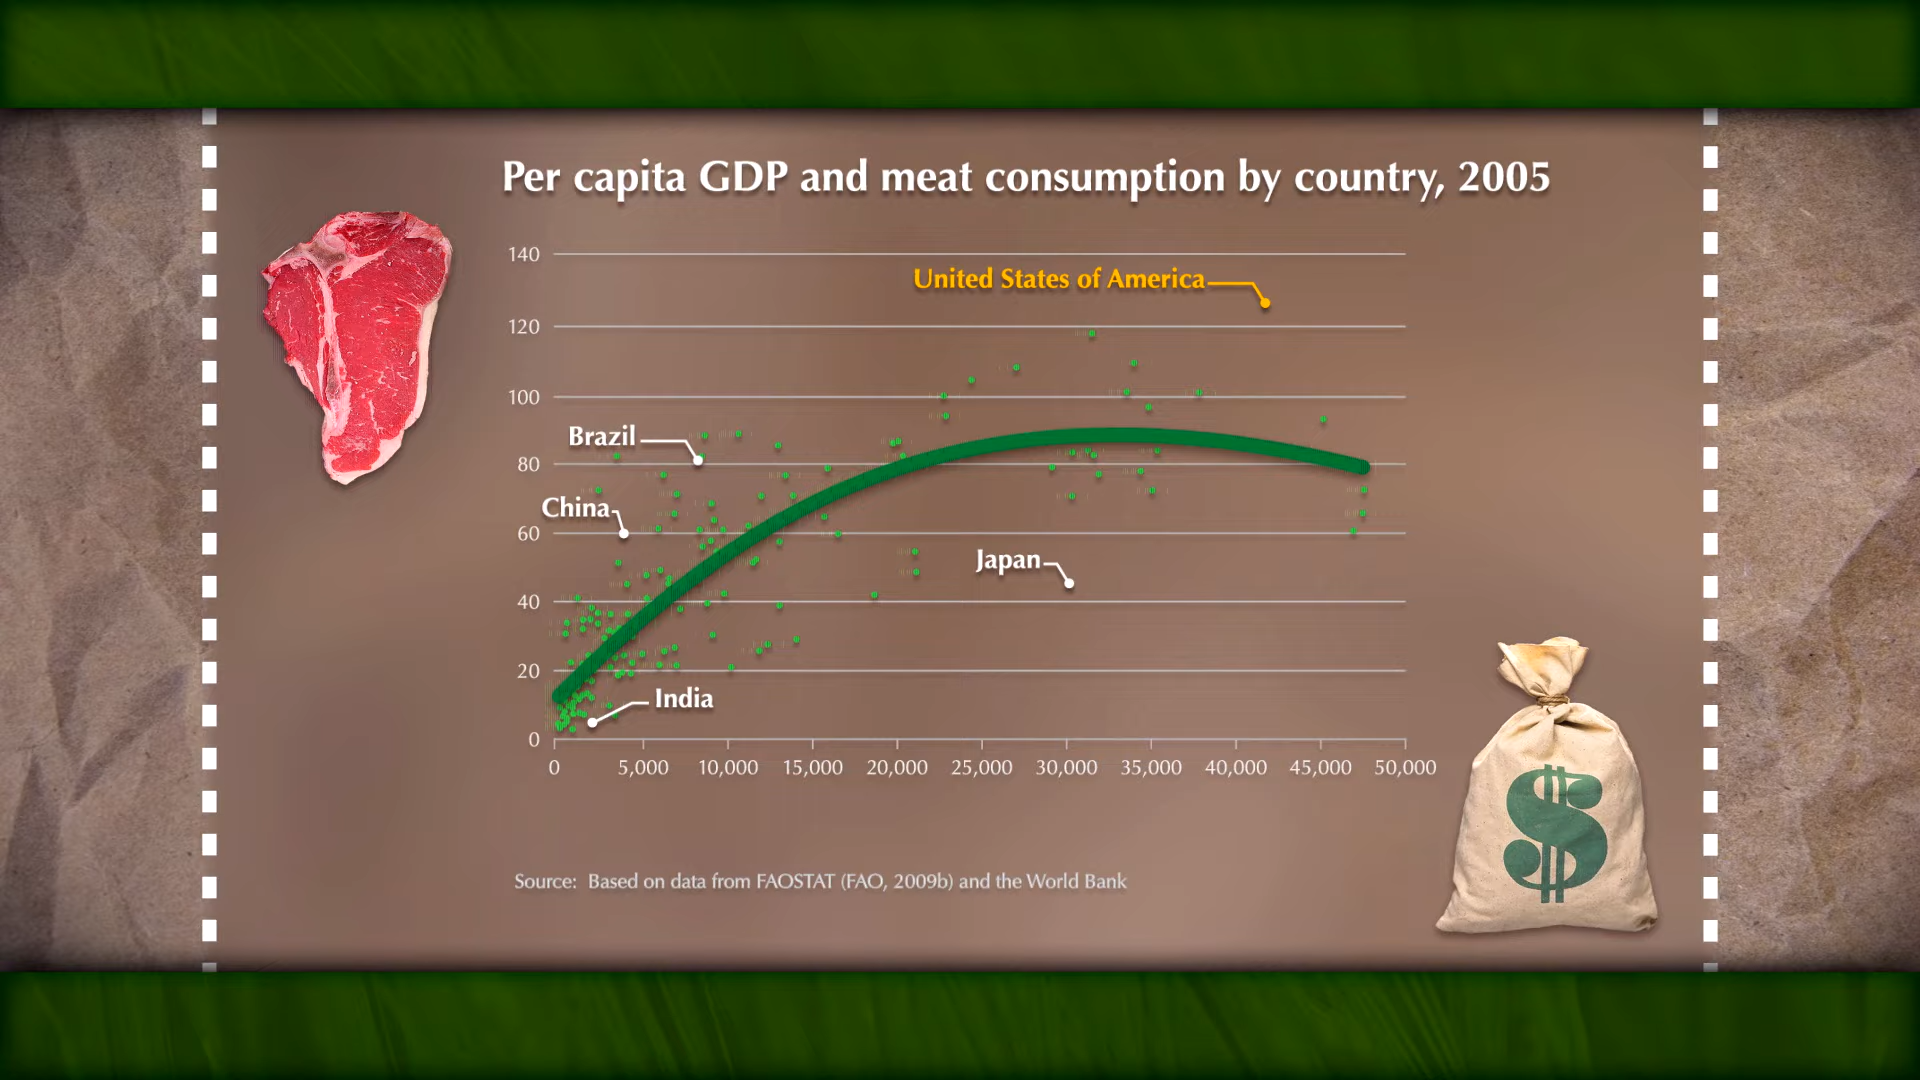 Per capita GDP and meat consumption by country, 2005
140
United States of America
120
100
Brazil
80
China
60
Japan
40
20
India
0
0 5,000 10,000 15,000 20,000 25,000 30,000 35,000 40,000 45,000 50,000
$
Source: Based on data from FAOSTAT (FAO, 2009b) and the World Bank